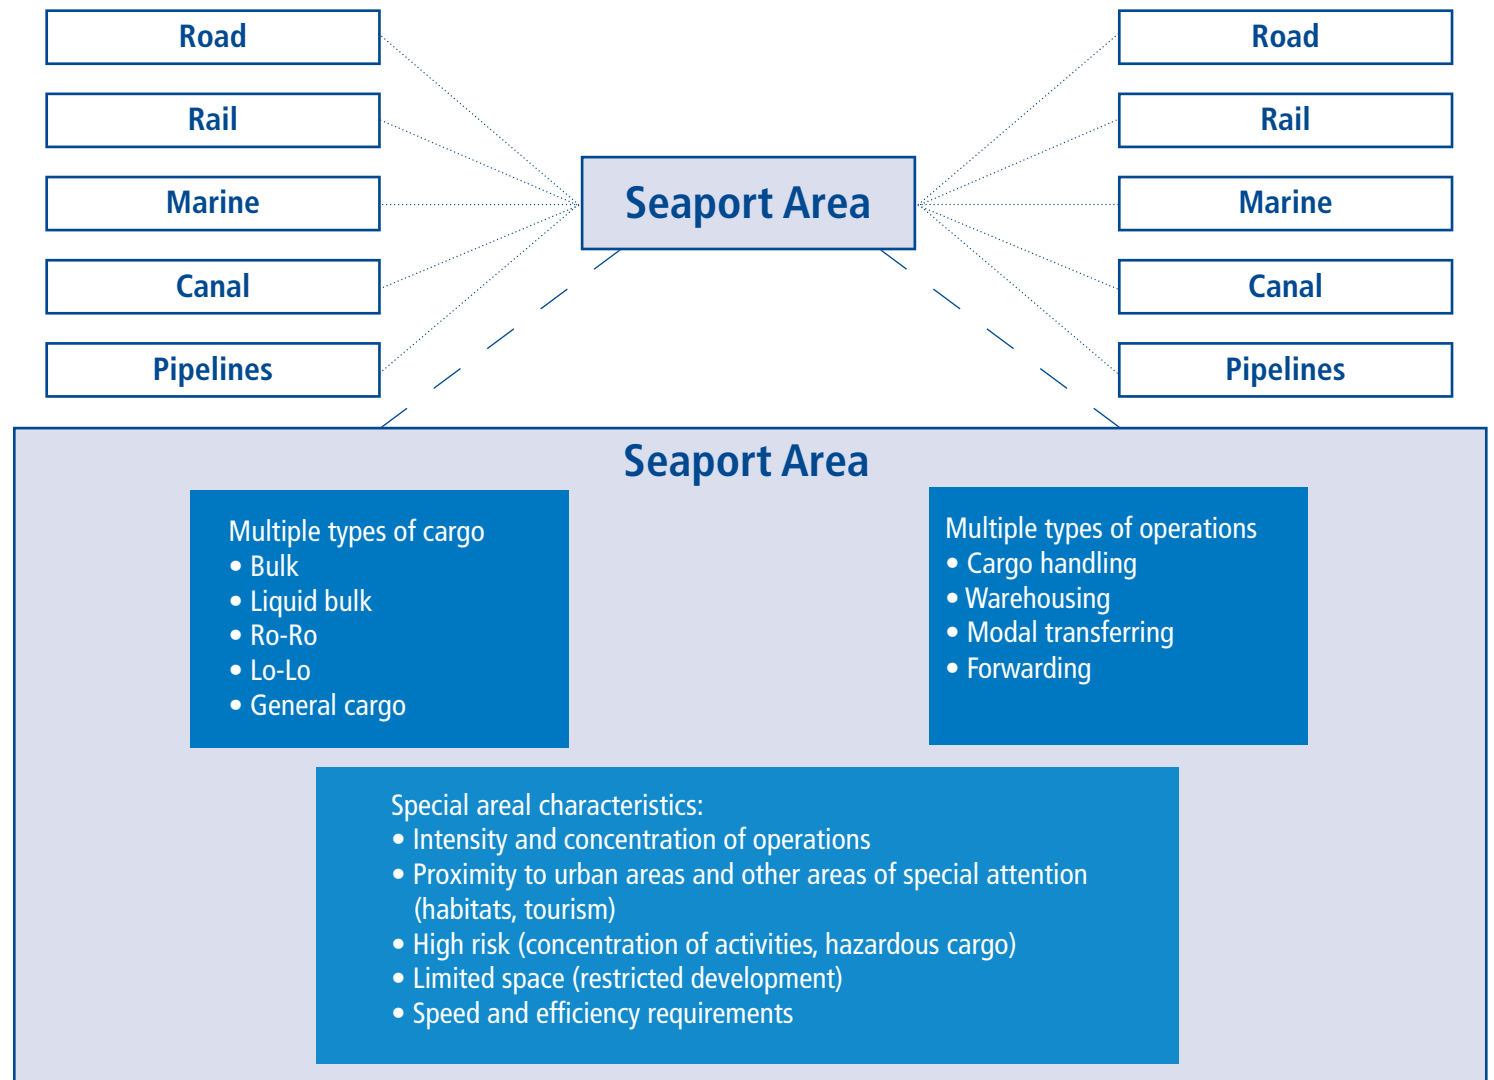 Road
Rail
Marine
Canal
Pipelines
Seaport Area
Road
Rail
Marine
Canal
Pipelines
Seaport Area
Multiple types of cargo
• Bulk
• Liquid bulk
• Ro-Ro
• Lo-Lo
• General cargo
Multiple types of operations
• Cargo handling
• Warehousing
• Modal transferring
• Forwarding
Special areal characteristics:
• Intensity and concentration of operations
• Proximity to urban areas and other areas of special attention
(habitats, tourism)
• High risk (concentration of activities, hazardous cargo)
• Limited space (restricted development)
• Speed and efficiency requirements